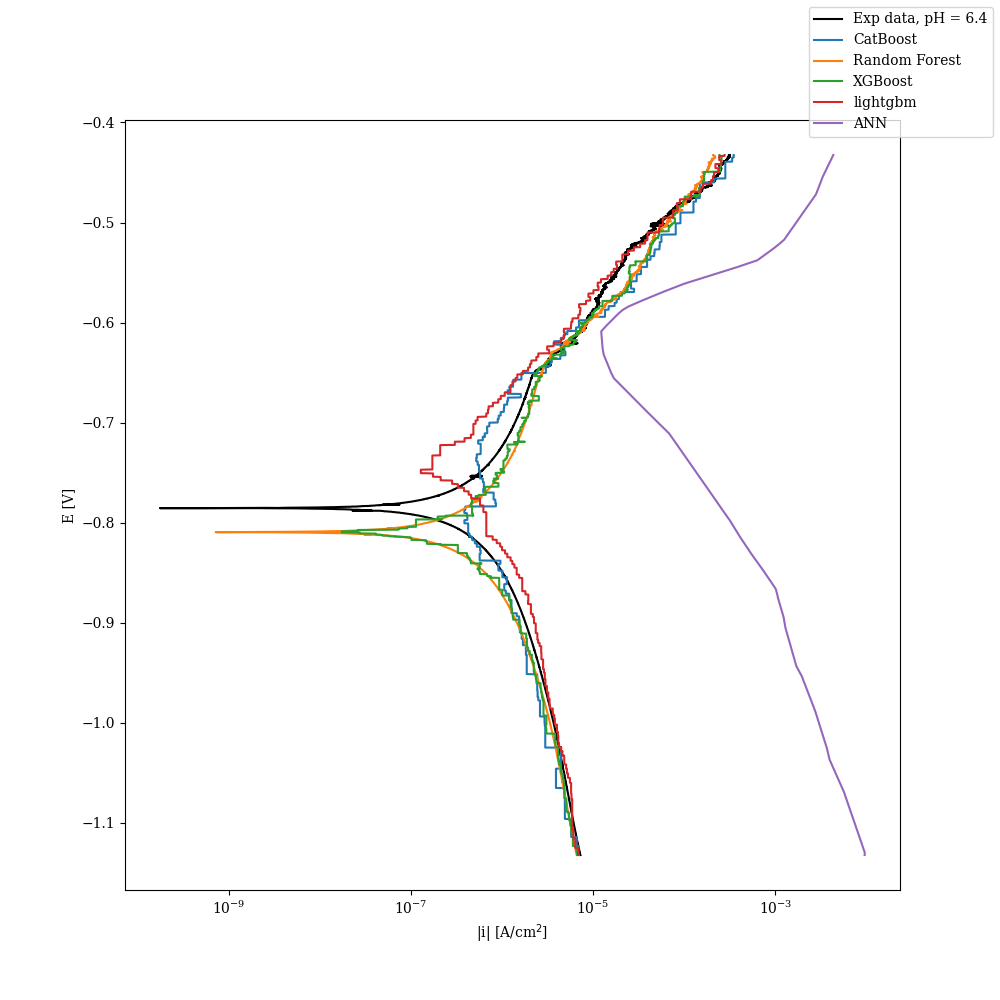 Exp data, pH = 6.4
CatBoost
Random Forest
XGBoost
lightgbm
ANN
−0.4
−0.5
−0.6
−0.7
−0.8
−0.9
−1.0
−1.1
E [V]
10⁻⁹
10⁻⁷
10⁻⁵
10⁻³
|i| [A/cm²]